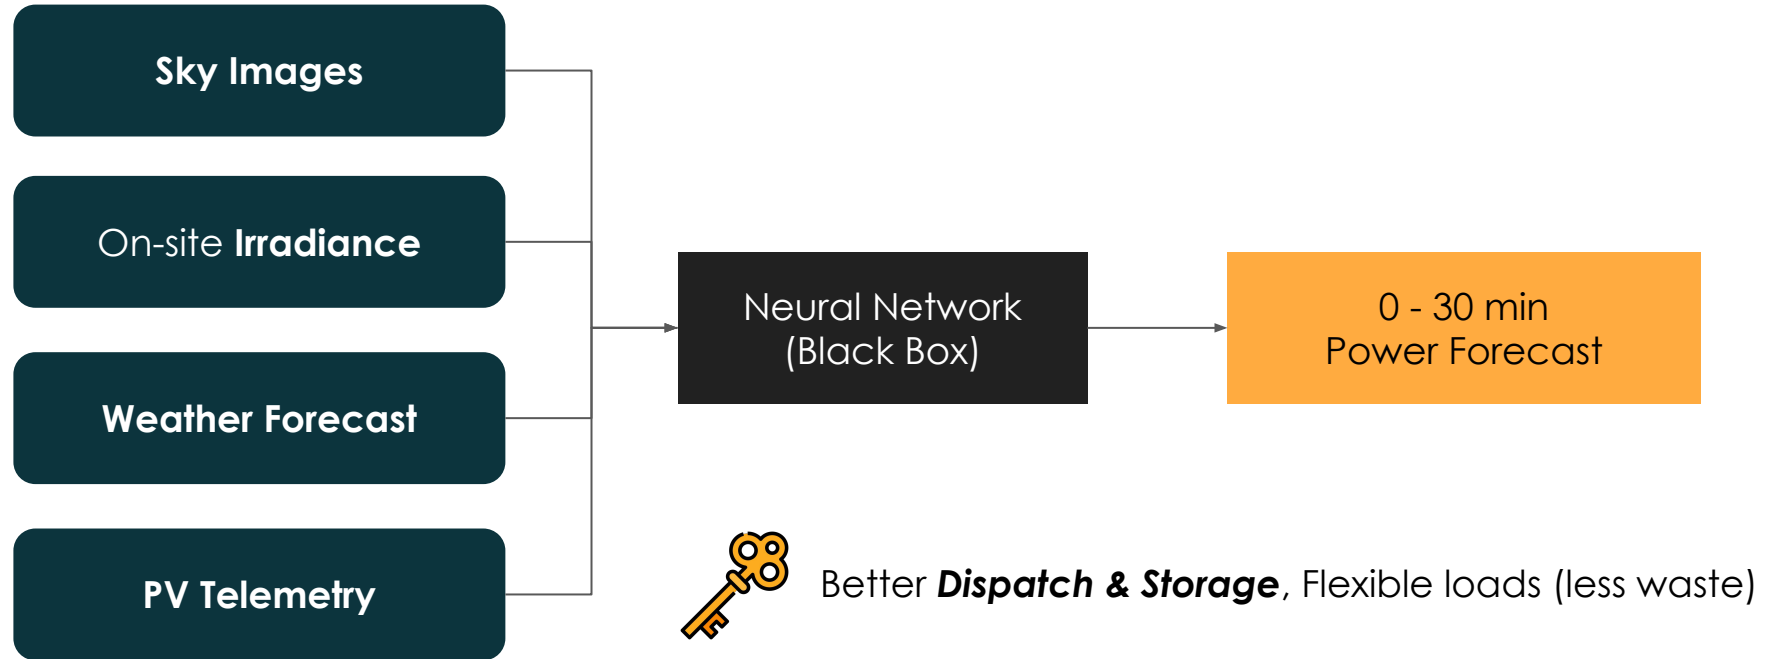 Sky Images
On-site Irradiance
Weather Forecast
PV Telemetry
Neural Network
(Black Box)
0 - 30 min
Power Forecast
Better Dispatch & Storage, Flexible loads (less waste)